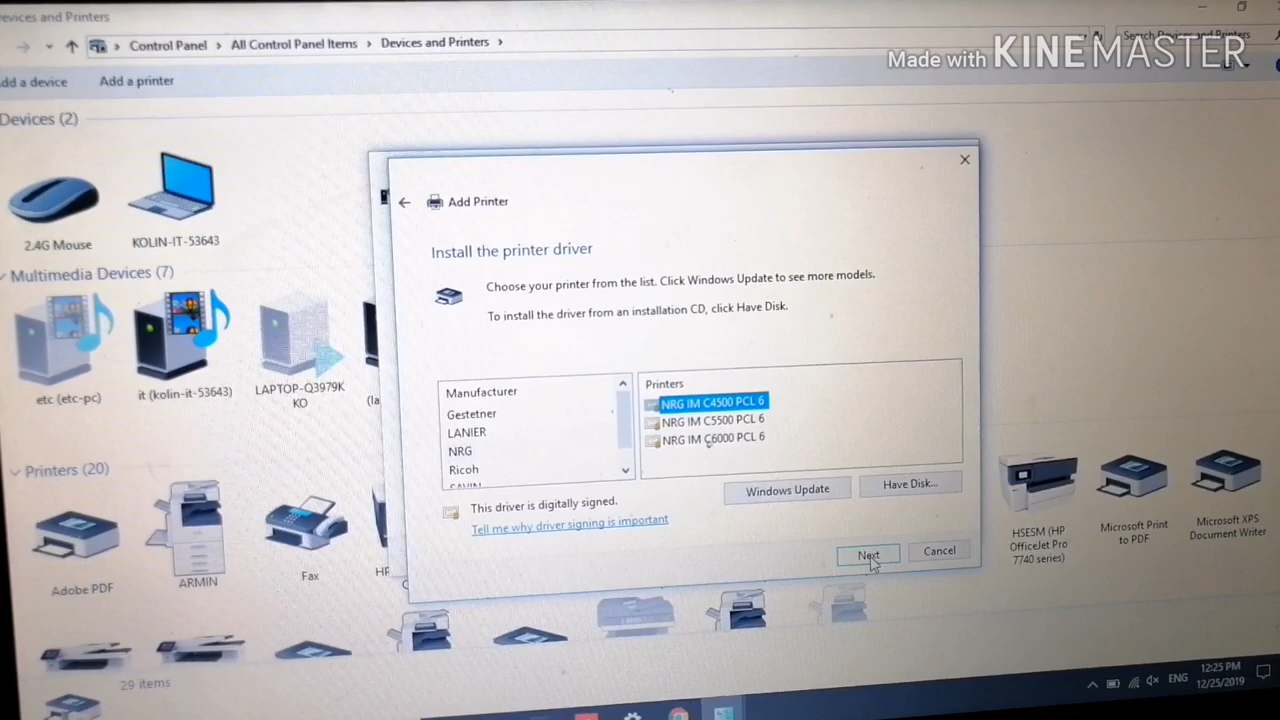 evices and Printers
Control Panel > All Control Panel Items > Devices and Printers >
Search Devices and Printers
Made with KINEMASTER
dd a device
Add a printer
Devices (2)
2.4G Mouse
KOLIN-IT-53643
Multimedia Devices (7)
etc (etc-pc)
it (kolin-it-53643)
LAPTOP-Q3979K
KO
(la
Printers (20)
Adobe PDF
ARMIN
Fax
HP
C
HSESM (HP
OfficeJet Pro
7740 series)
Microsoft Print
to PDF
Microsoft XPS
Document Writer
29 items
Add Printer
Install the printer driver
Choose your printer from the list. Click Windows Update to see more models.
To install the driver from an installation CD, click Have Disk.
Manufacturer
Gestetner
LANIER
NRG
Ricoh
Printers
NRG IM C4500 PCL 6
NRG IM C5500 PCL 6
NRG IM C6000 PCL 6
This driver is digitally signed.
Tell me why driver signing is important
Windows Update
Have Disk...
Next
Cancel
ENG
12:25 PM
12/25/2019